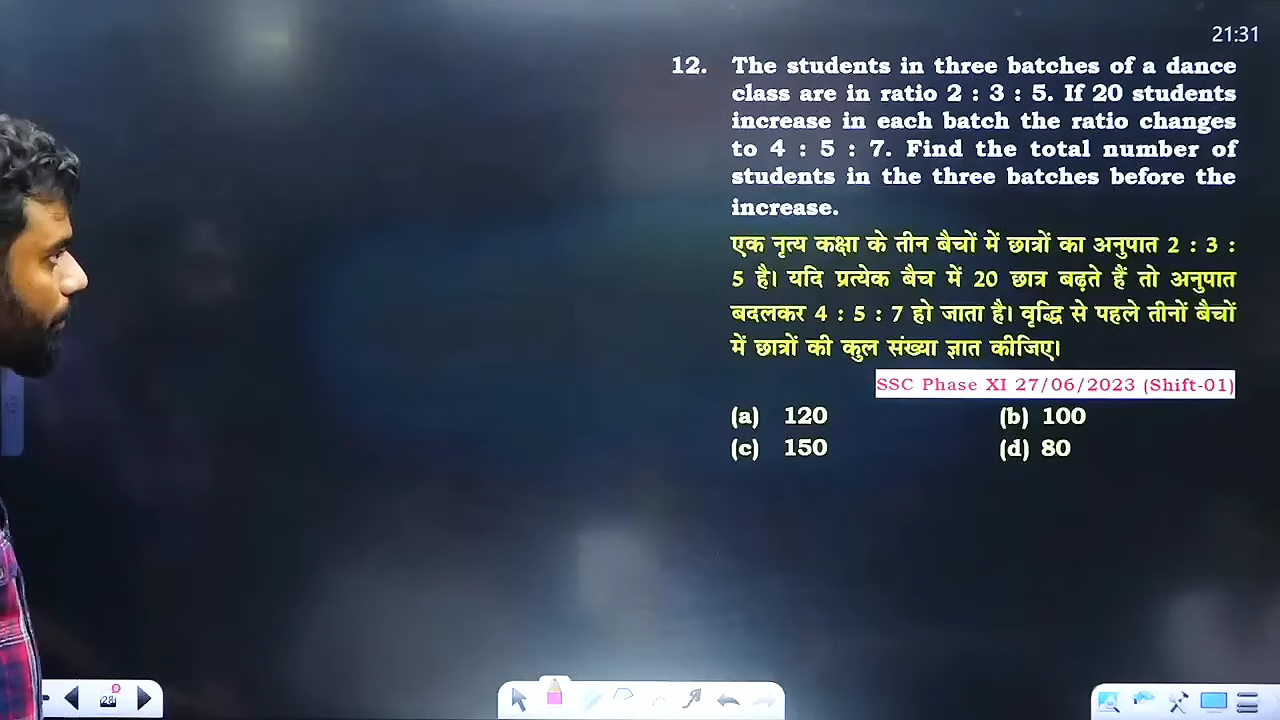 21:31
12. The students in three batches of a dance
class are in ratio 2 : 3 : 5. If 20 students
increase in each batch the ratio changes
to 4 : 5 : 7. Find the total number of
students in the three batches before the
increase.
एक नृत्य कक्षा के तीन बैचों में छात्रों का अनुपात 2 : 3 :
5 है। यदि प्रत्येक बैच में 20 छात्र बढ़ते हैं तो अनुपात
बदलकर 4 : 5 : 7 हो जाता है। वृद्धि से पहले तीनों बैचों
में छात्रों की कुल संख्या ज्ञात कीजिए।
SSC Phase XI 27/06/2023 (Shift-01)
(a) 120 (b) 100
(c) 150 (d) 80